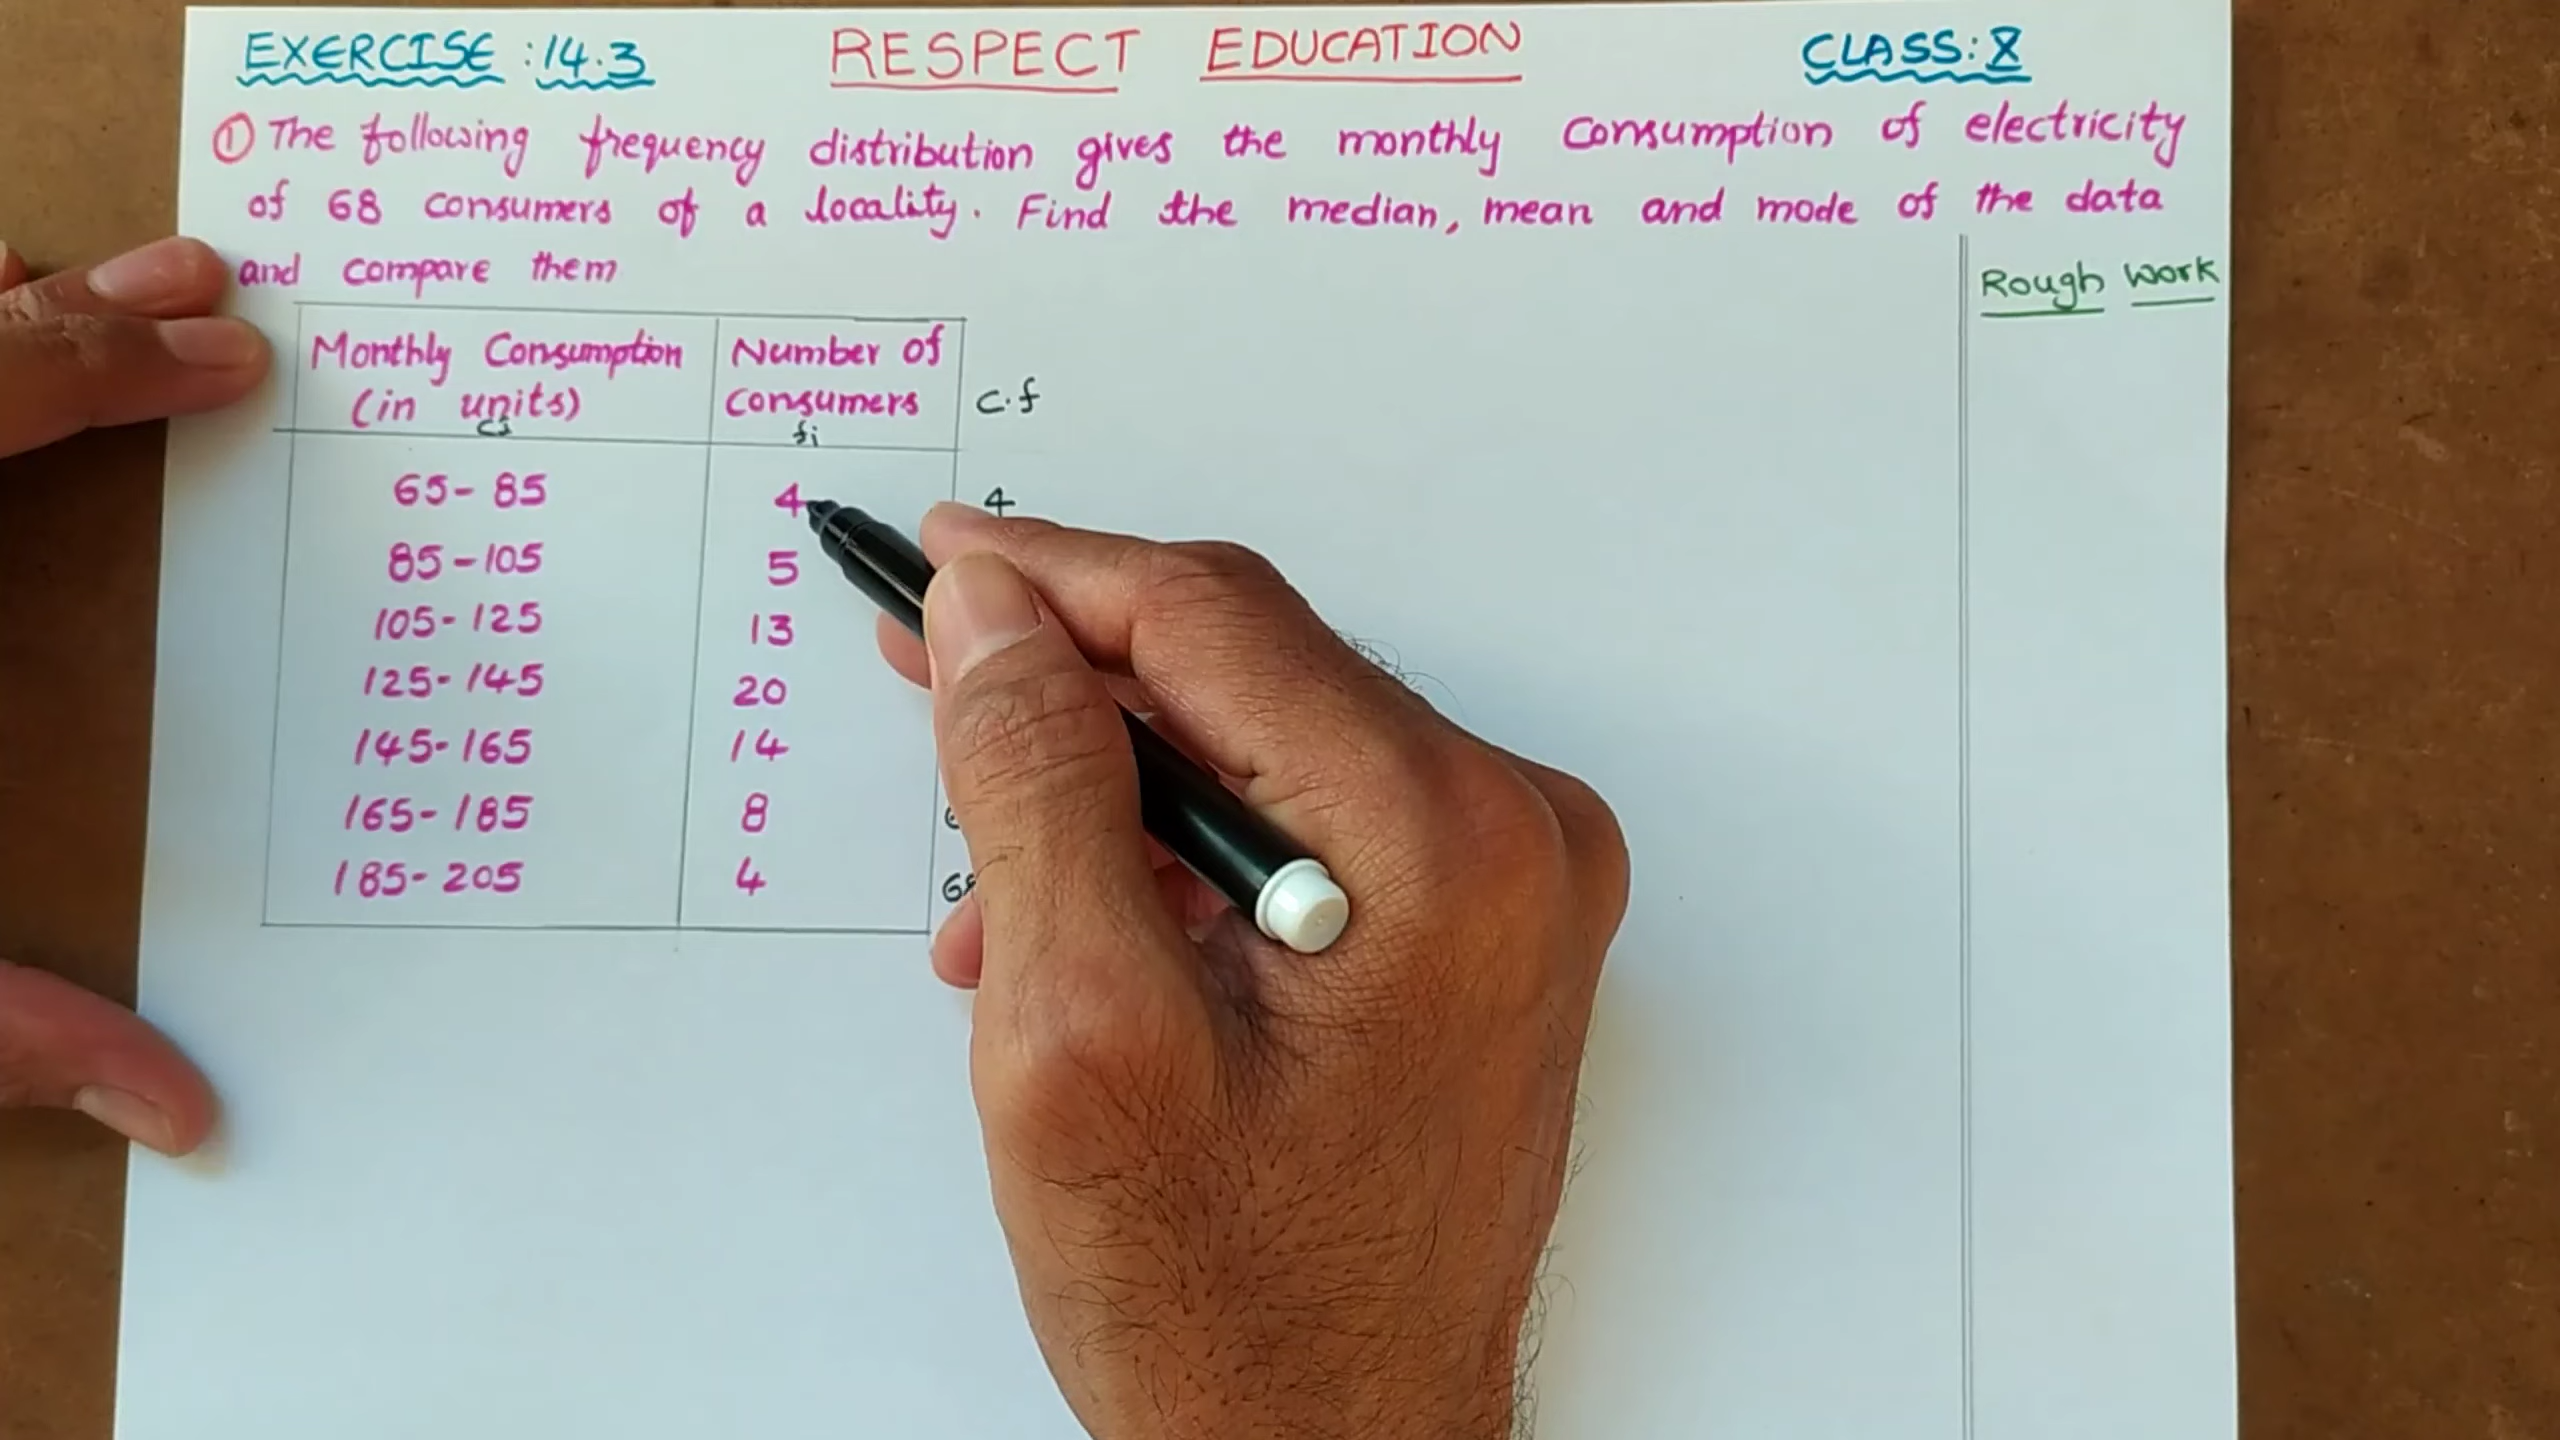 EXERCISE : 14.3 RESPECT EDUCATION CLASS: X
① The following frequency distribution gives the monthly consumption of electricity
of 68 consumers of a locality. Find the median, mean and mode of the data
and compare them
Rough Work
Monthly Consumption (in units) Number of consumers c.f
fi
65- 85 4 4
85-105 5
105-125 13
125-145 20
145-165 14
165-185 8
185-205 4